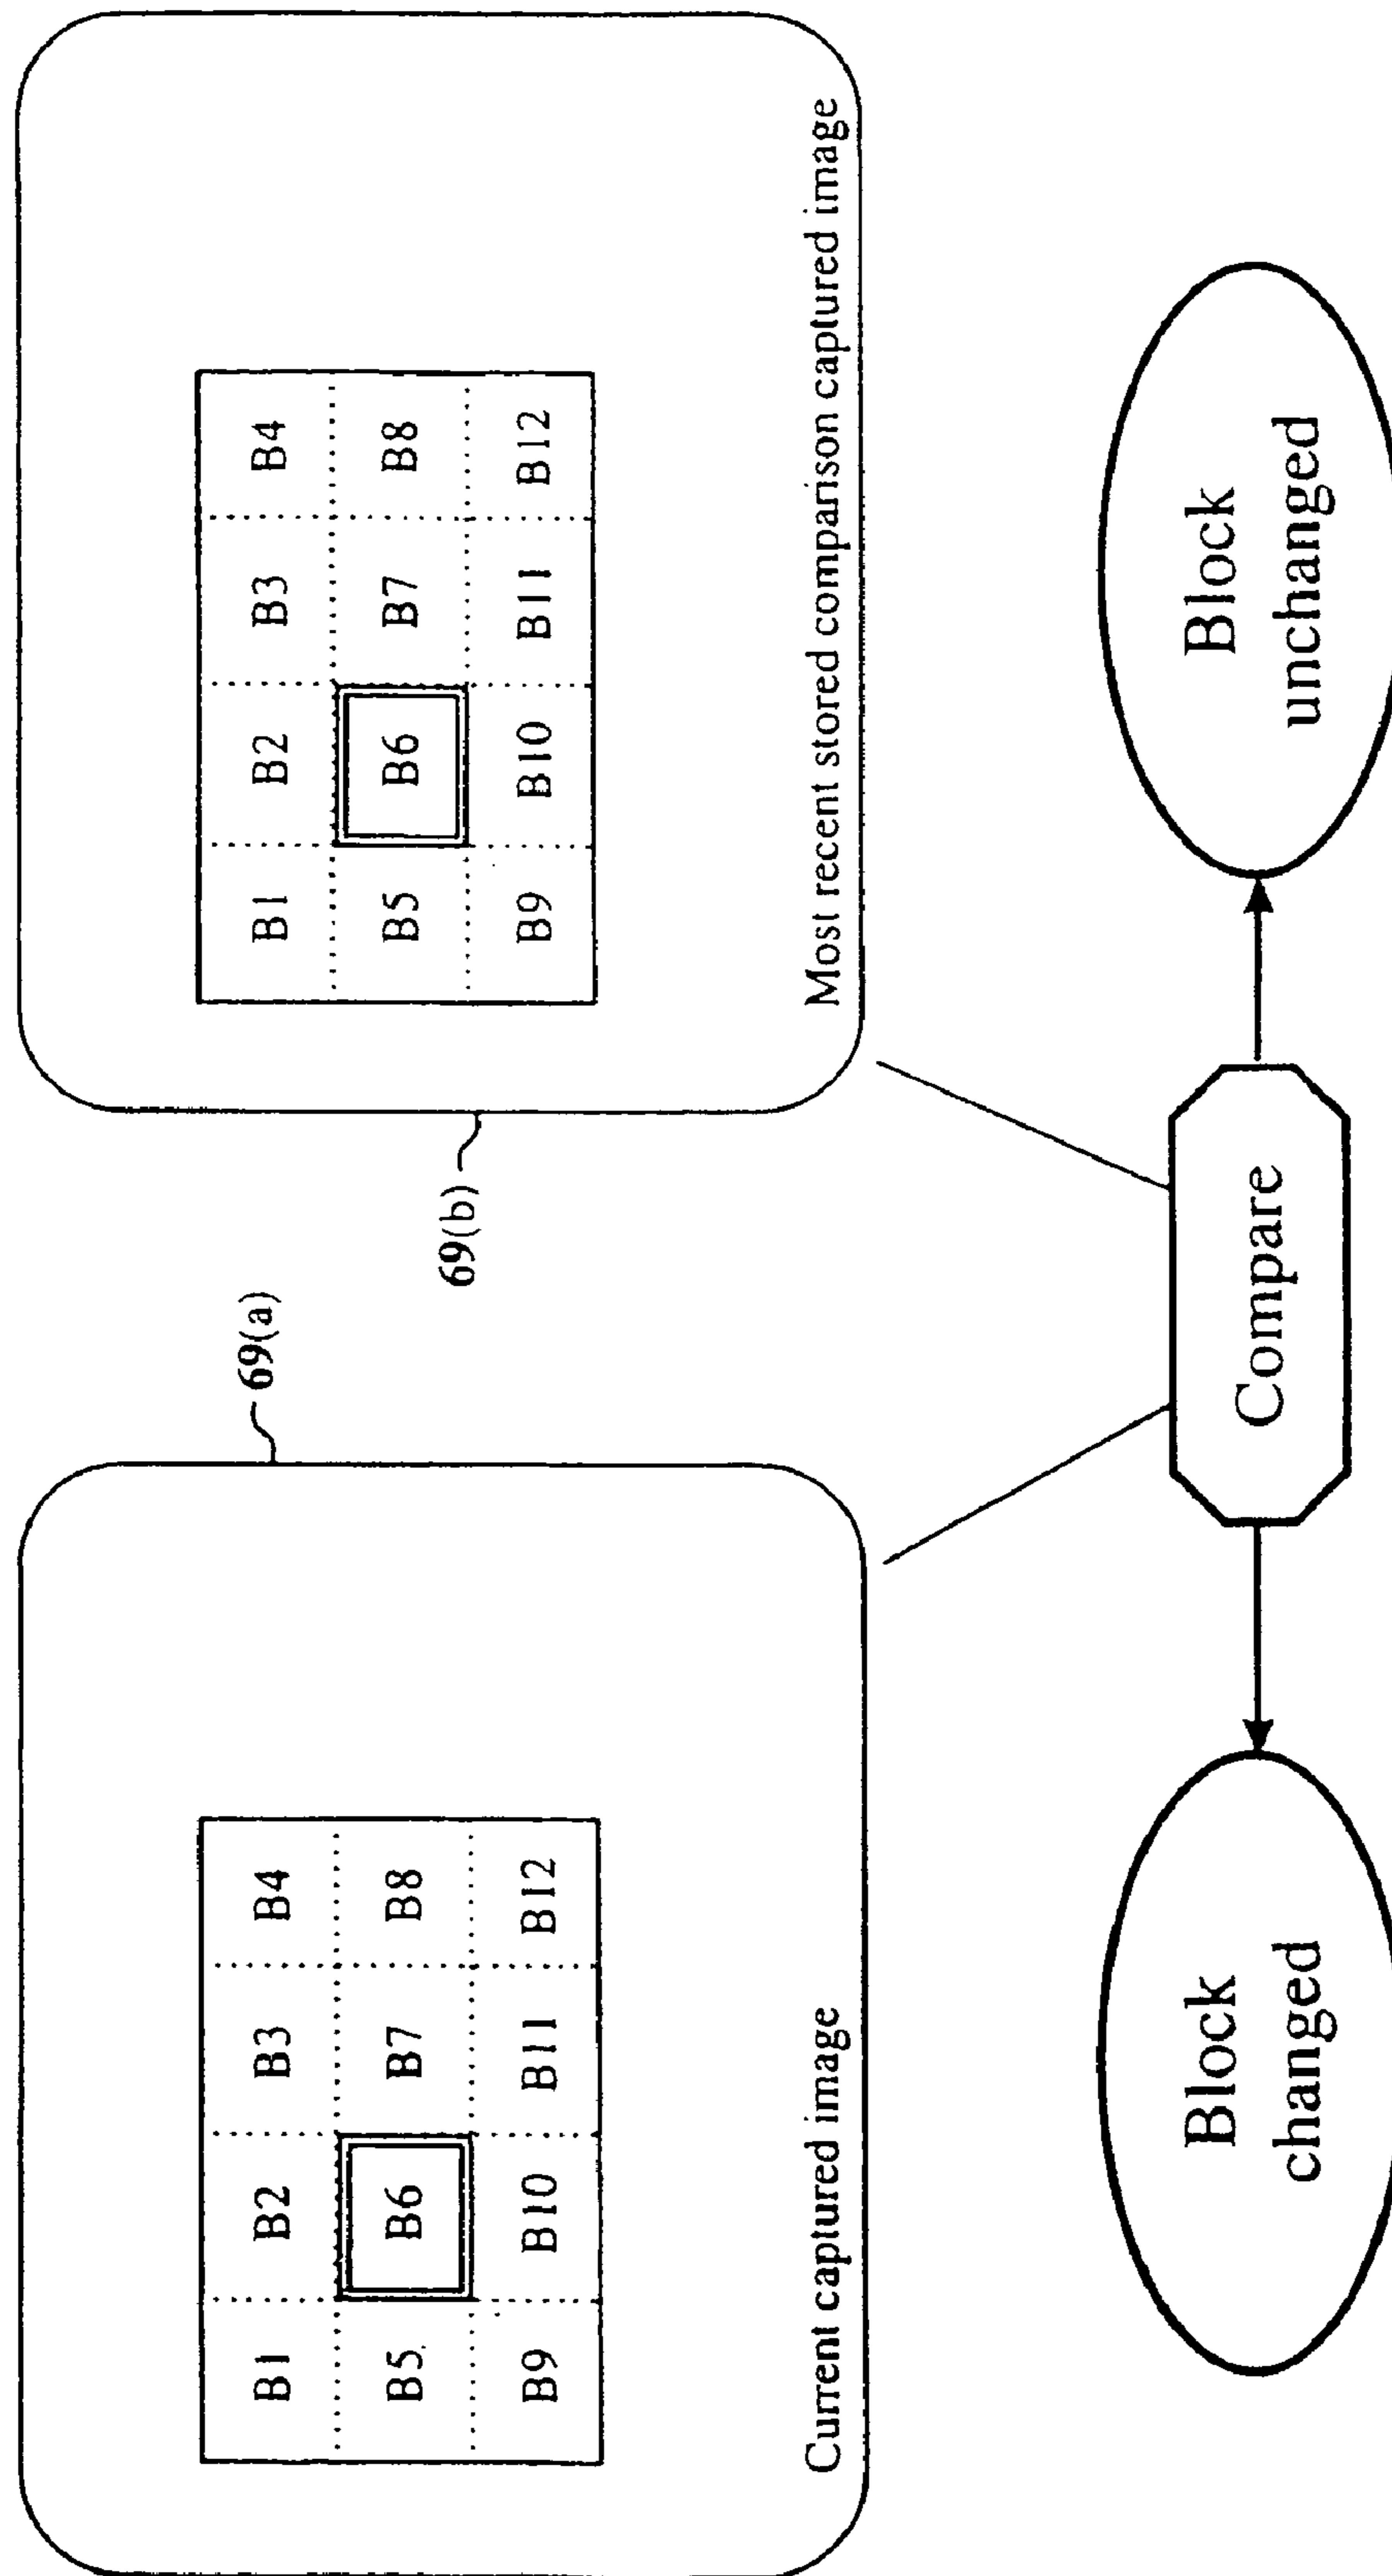 69(a)
B1 B2 B3 B4
B5 B6 B7 B8
B9 B10 B11 B12
Current captured image
69(b)
B1 B2 B3 B4
B5 B6 B7 B8
B9 B10 B11 B12
Most recent stored comparison captured image
Block
changed
Compare
Block
unchanged